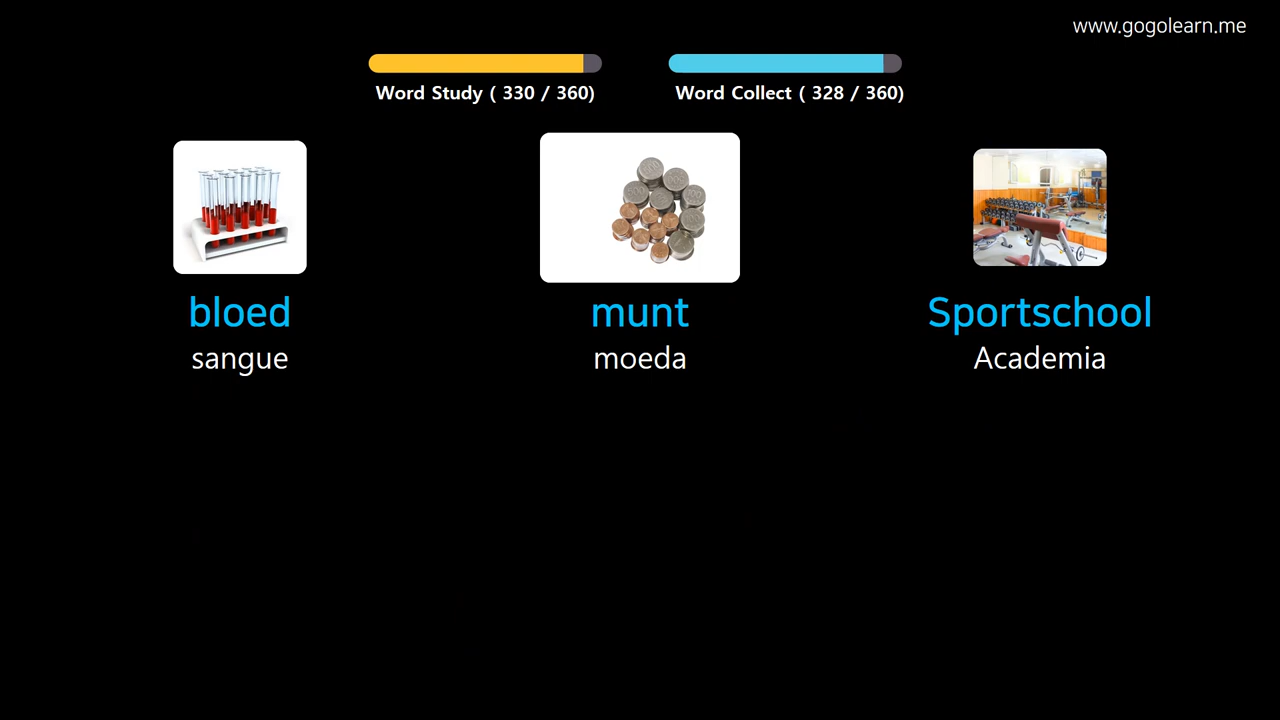 www.gogolearn.me
Word Study ( 330 / 360)
Word Collect ( 328 / 360)
bloed
sangue
munt
moeda
Sportschool
Academia